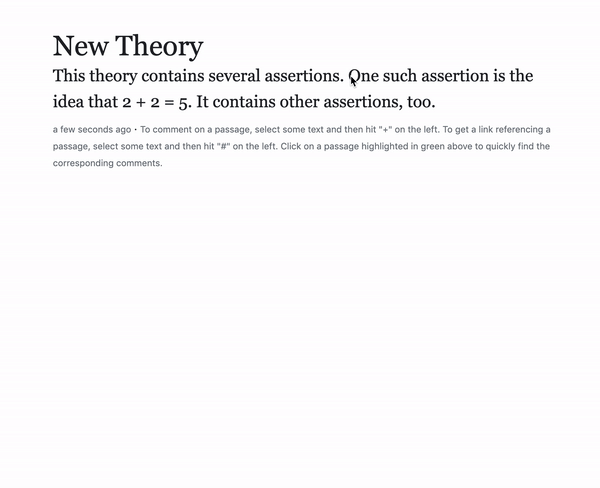 New Theory
This theory contains several assertions. One such assertion is the
idea that 2 + 2 = 5. It contains other assertions, too.
a few seconds ago · To comment on a passage, select some text and then hit "+" on the left. To get a link referencing a
passage, select some text and then hit "#" on the left. Click on a passage highlighted in green above to quickly find the
corresponding comments.